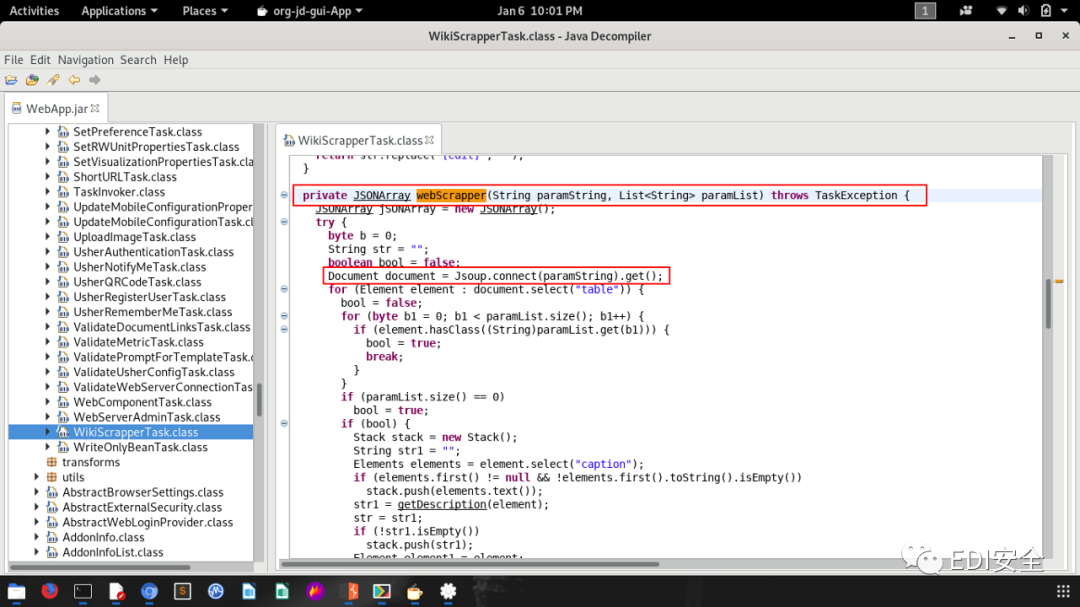 Activities Applications Places org-jd-gui-App Jan 6 10:01 PM 1
WikiScrapperTask.class - Java Decompiler
File Edit Navigation Search Help
WebApp.jar
SetPreferenceTask.class
SetRWUnitPropertiesTask.class
SetVisualizationPropertiesTask.cla
ShortURLTask.class
TaskInvoker.class
UpdateMobileConfigurationProper
UpdateMobileConfigurationTask.c
UploadImageTask.class
UsherAuthenticationTask.class
UsherNotifyMeTask.class
UsherQRCodeTask.class
UsherRegisterUserTask.class
UsherRememberMeTask.class
ValidateDocumentLinksTask.class
ValidateMetricTask.class
ValidatePromptForTemplateTask.c
ValidateUsherConfigTask.class
ValidateWebServerConnectionTas
WebComponentTask.class
WebServerAdminTask.class
WikiScrapperTask.class
WriteOnlyBeanTask.class
transforms
utils
AbstractBrowserSettings.class
AbstractExternalSecurity.class
AbstractWebLoginProvider.class
AddonInfo.class
AddonInfoList.class
WikiScrapperTask.class
return str.replace("[edit]", "");
}
private JSONArray webScrapper(String paramString, List<String> paramList) throws TaskException {
JSONArray jSONArray = new JSONArray();
try {
byte b = 0;
String str = "";
boolean bool = false;
Document document = Jsoup.connect(paramString).get();
for (Element element : document.select("table")) {
bool = false;
for (byte b1 = 0; b1 < paramList.size(); b1++) {
if (element.hasClass((String)paramList.get(b1))) {
bool = true;
break;
}
}
if (paramList.size() == 0)
bool = true;
if (bool) {
Stack stack = new Stack();
String str1 = "";
Elements elements = element.select("caption");
if (elements.first() != null && !elements.first().toString().isEmpty())
stack.push(elements.text());
str1 = getDescription(element);
str = str1;
if (!str1.isEmpty())
stack.push(str1);
Element element1 = element;
EDI安全